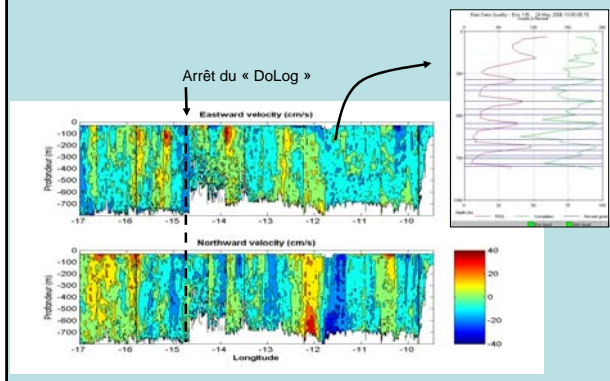 Arrêt du « DoLog »
Eastward velocity (cm/s)
Profondeur (m)
0
-100
-200
-300
-400
-500
-600
-700
-17 -16 -15 -14 -13 -12 -11 -10
Northward velocity (cm/s)
Profondeur (m)
0
-100
-200
-300
-400
-500
-600
-700
-17 -16 -15 -14 -13 -12 -11 -10
Longitude
40
20
0
-20
-40